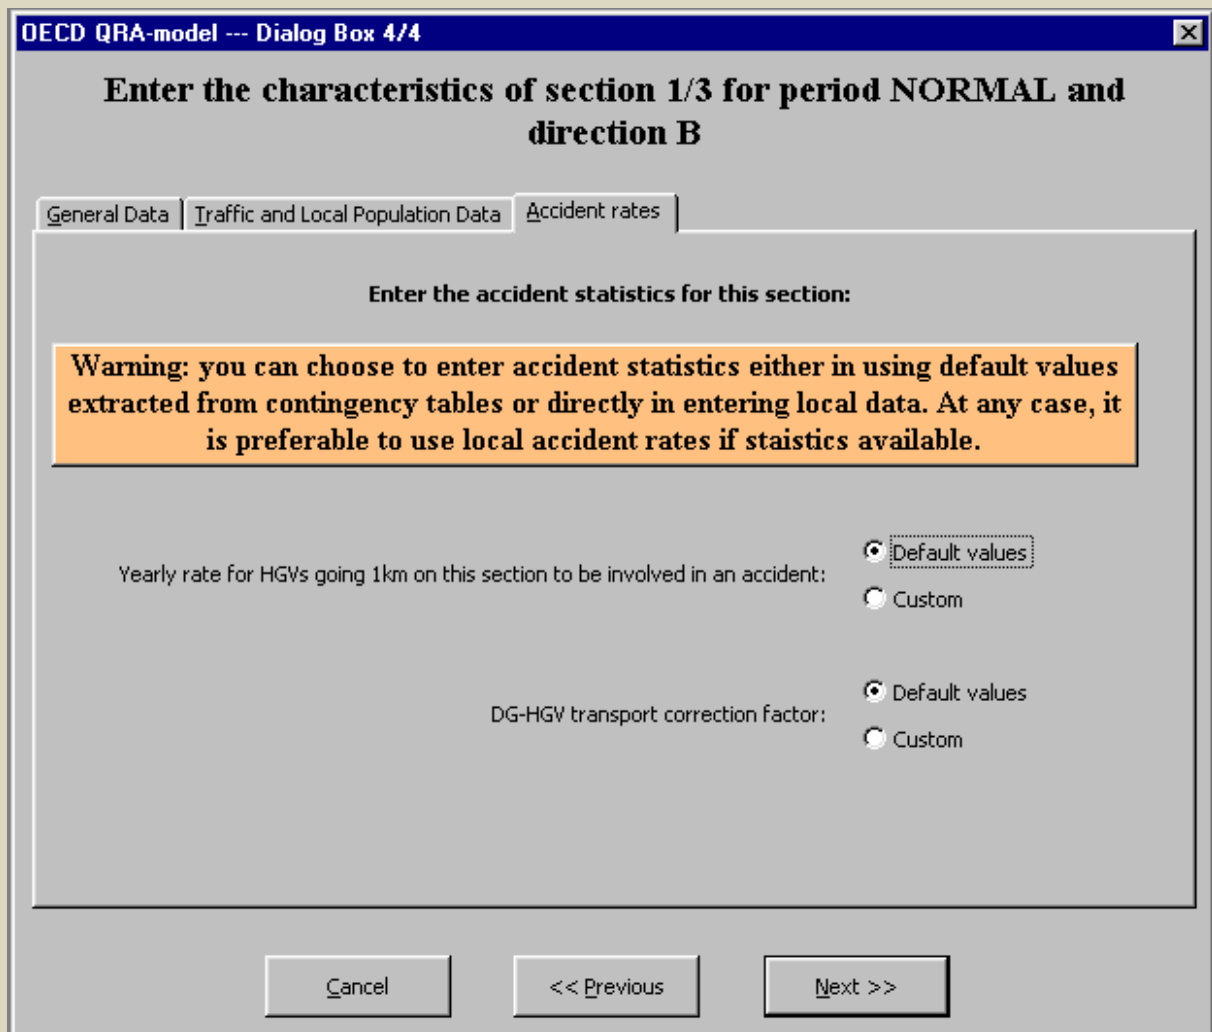 OECD QRA-model --- Dialog Box 4/4
Enter the characteristics of section 1/3 for period NORMAL and
direction B
General Data
Traffic and Local Population Data
Accident rates
Enter the accident statistics for this section:
Warning: you can choose to enter accident statistics either in using default values
extracted from contingency tables or directly in entering local data. At any case, it
is preferable to use local accident rates if staistics available.
Yearly rate for HGVs going 1km on this section to be involved in an accident:
Default values
Custom
DG-HGV transport correction factor:
Default values
Custom
Cancel
<< Previous
Next >>